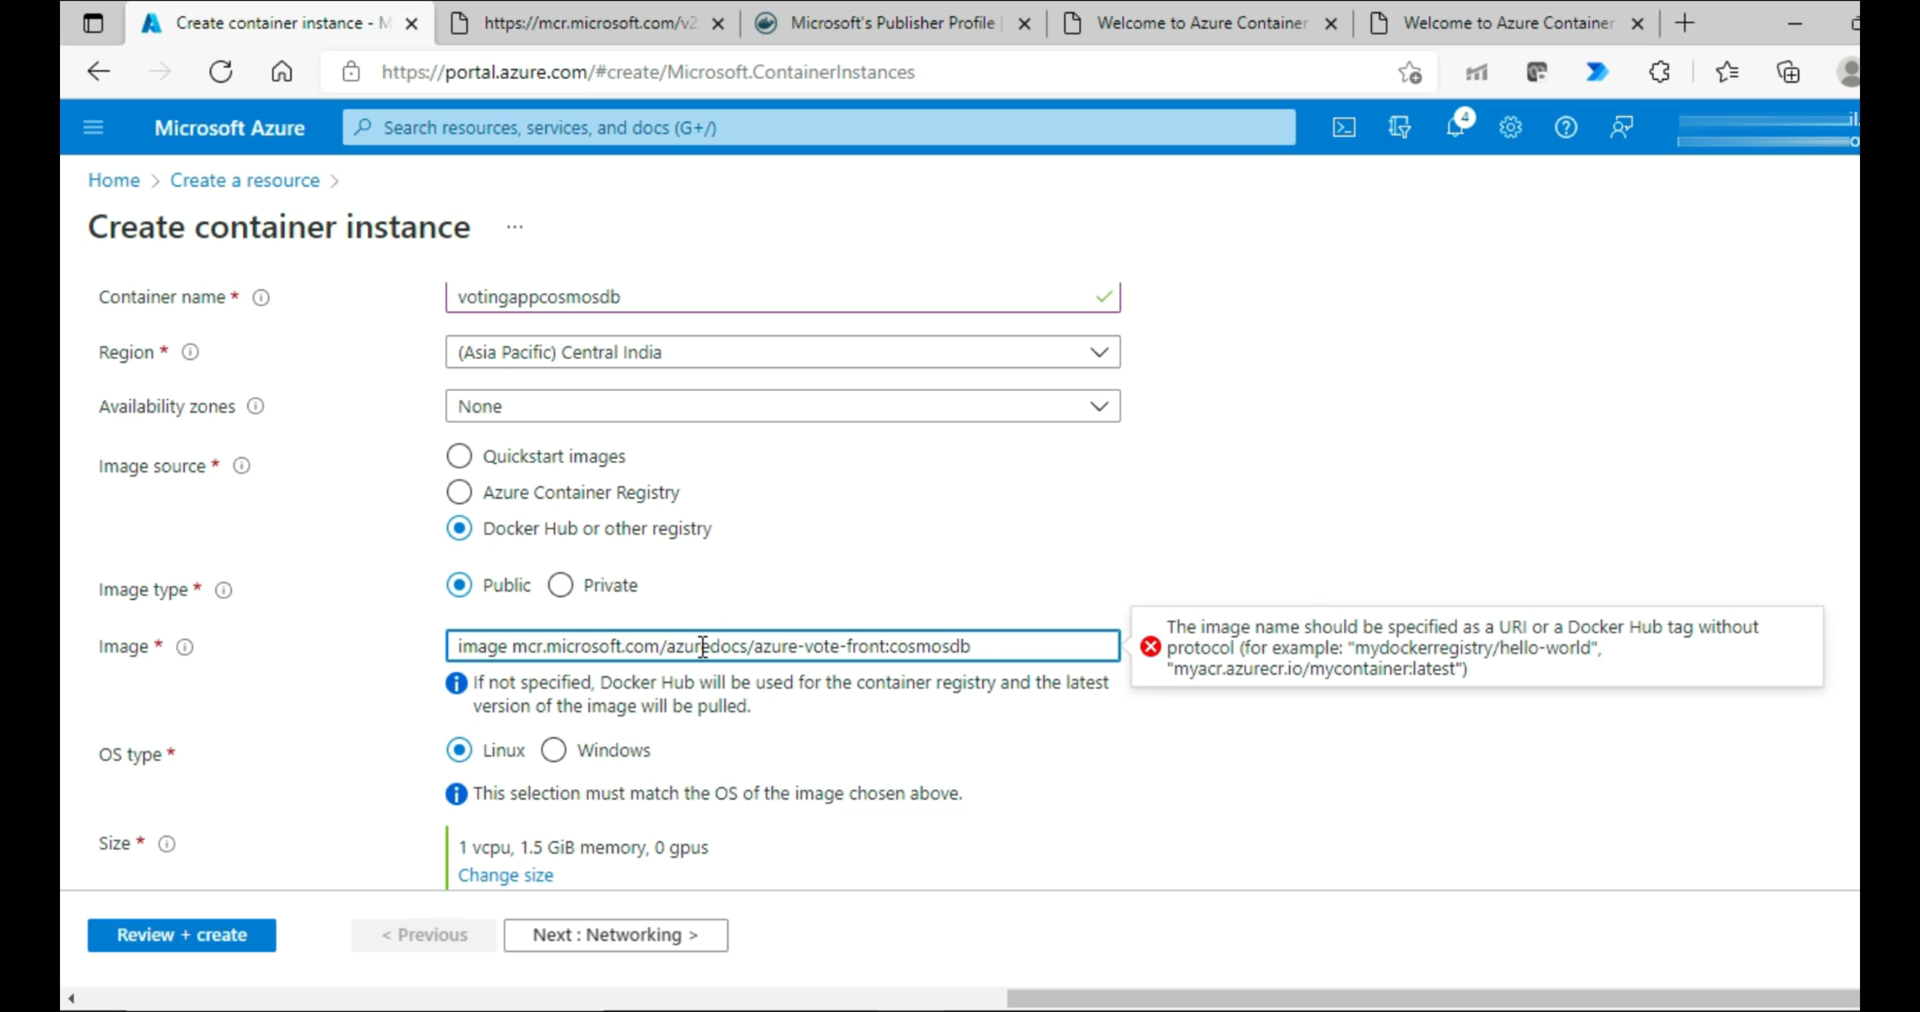 Create container instance - M
https://mcr.microsoft.com/v2
Microsoft's Publisher Profile
Welcome to Azure Container
Welcome to Azure Container
https://portal.azure.com/#create/Microsoft.ContainerInstances
Microsoft Azure
Search resources, services, and docs (G+/)
4
Home > Create a resource >
Create container instance ...
Container name *
votingappcosmosdb
Region *
(Asia Pacific) Central India
Availability zones
None
Image source *
Quickstart images
Azure Container Registry
Docker Hub or other registry
Image type *
Public
Private
Image *
image mcr.microsoft.com/azuredocs/azure-vote-front:cosmosdb
The image name should be specified as a URI or a Docker Hub tag without
protocol (for example: "mydockerregistry/hello-world",
"myacr.azurecr.io/mycontainer:latest")
If not specified, Docker Hub will be used for the container registry and the latest
version of the image will be pulled.
OS type *
Linux
Windows
This selection must match the OS of the image chosen above.
Size *
1 vcpu, 1.5 GiB memory, 0 gpus
Change size
Review + create
< Previous
Next : Networking >